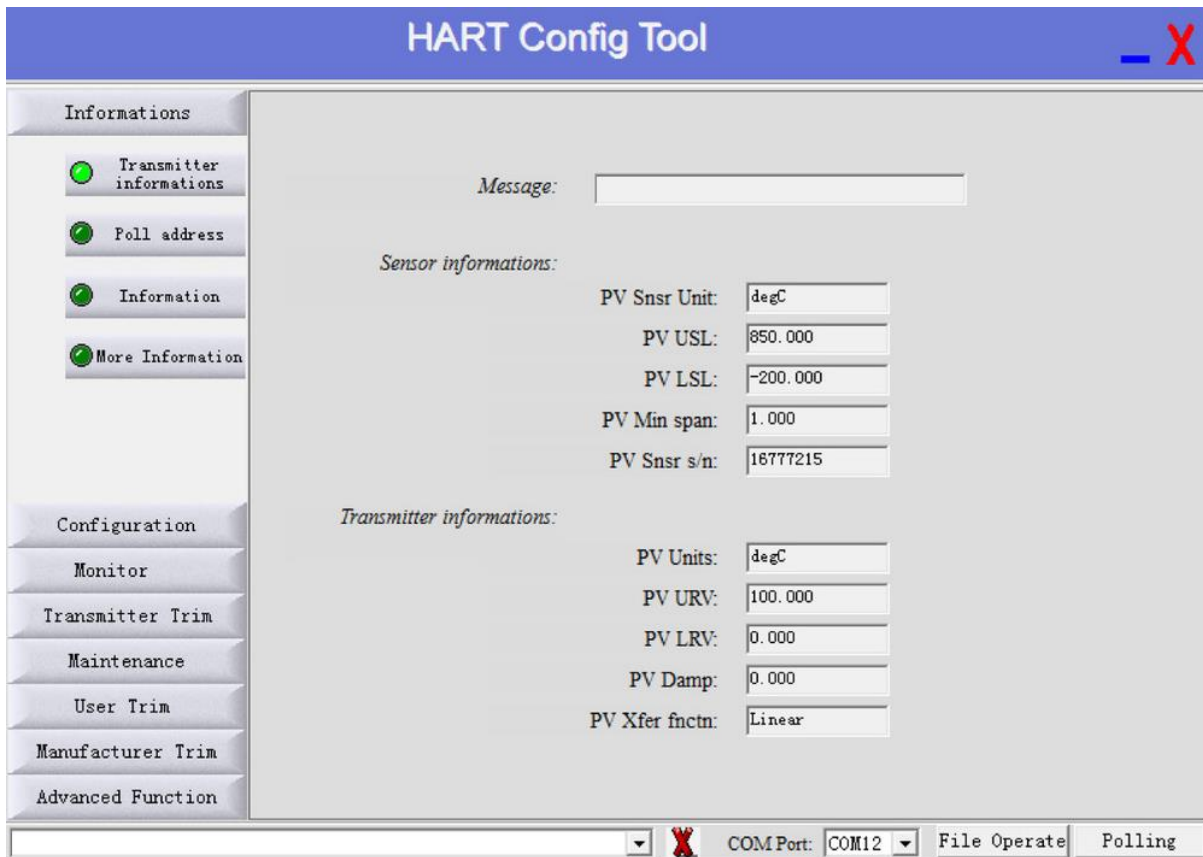 HART Config Tool
Informations
Transmitter
informations
Poll address
Information
More Information
Configuration
Monitor
Transmitter Trim
Maintenance
User Trim
Manufacturer Trim
Advanced Function
Message:
Sensor informations:
PV Snsr Unit: degC
PV USL: 850.000
PV LSL: -200.000
PV Min span: 1.000
PV Snsr s/n: 16777215
Transmitter informations:
PV Units: degC
PV URV: 100.000
PV LRV: 0.000
PV Damp: 0.000
PV Xfer fnctn: Linear
COM Port: COM12 File Operate Polling